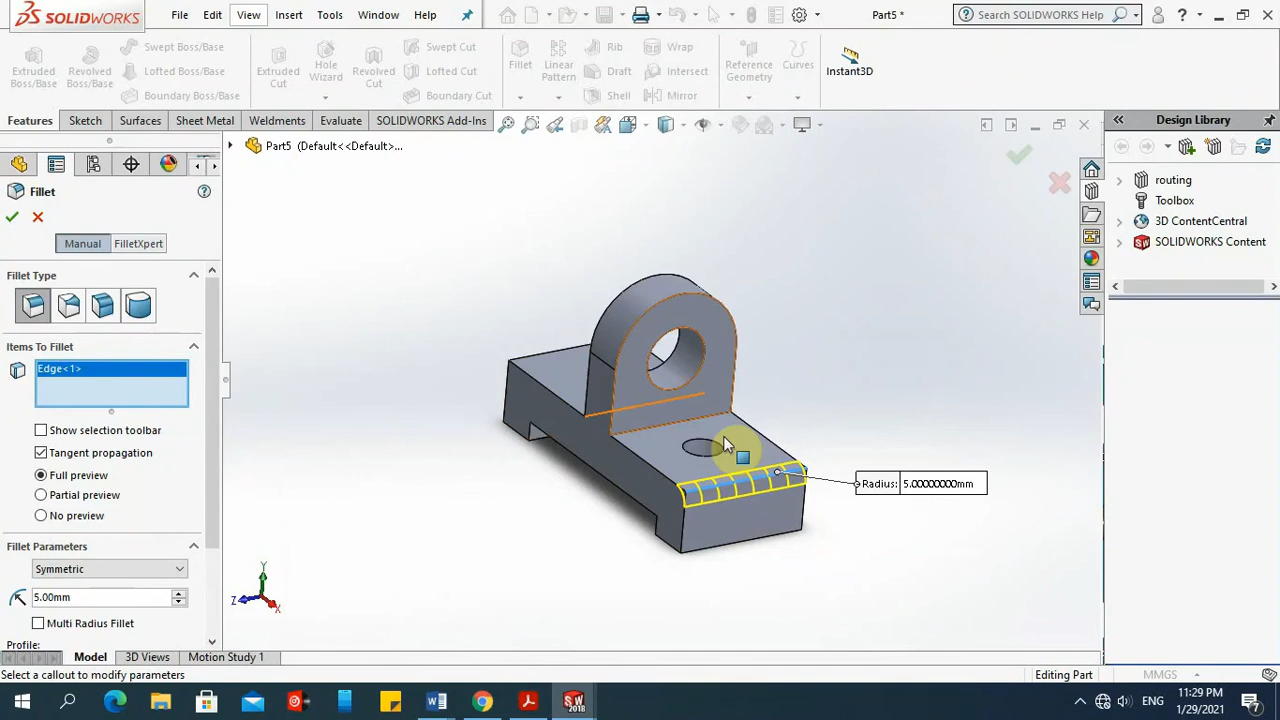 SOLIDWORKS File Edit View Insert Tools Window Help Part5 * Search SOLIDWORKS Help ?
Extruded Boss/Base
Revolved Boss/Base
Swept Boss/Base
Lofted Boss/Base
Boundary Boss/Base
Extruded Cut
Hole Wizard
Revolved Cut
Swept Cut
Lofted Cut
Boundary Cut
Fillet
Linear Pattern
Rib
Draft
Shell
Wrap
Intersect
Mirror
Reference Geometry
Curves
Instant3D
Features Sketch Surfaces Sheet Metal Weldments Evaluate SOLIDWORKS Add-Ins
Part5 (Default<<Default>...
Fillet
Manual FilletXpert
Fillet Type
Items To Fillet
Edge<1>
Show selection toolbar
Tangent propagation
Full preview
Partial preview
No preview
Fillet Parameters
Symmetric
5.00mm
Multi Radius Fillet
Profile:
Radius: 5.00000000mm
Y
Z
X
Design Library
routing
Toolbox
3D ContentCentral
SOLIDWORKS Content
Model 3D Views Motion Study 1
Select a callout to modify parameters Editing Part MMGS
SW
2018
ENG
11:29 PM
1/29/2021
7